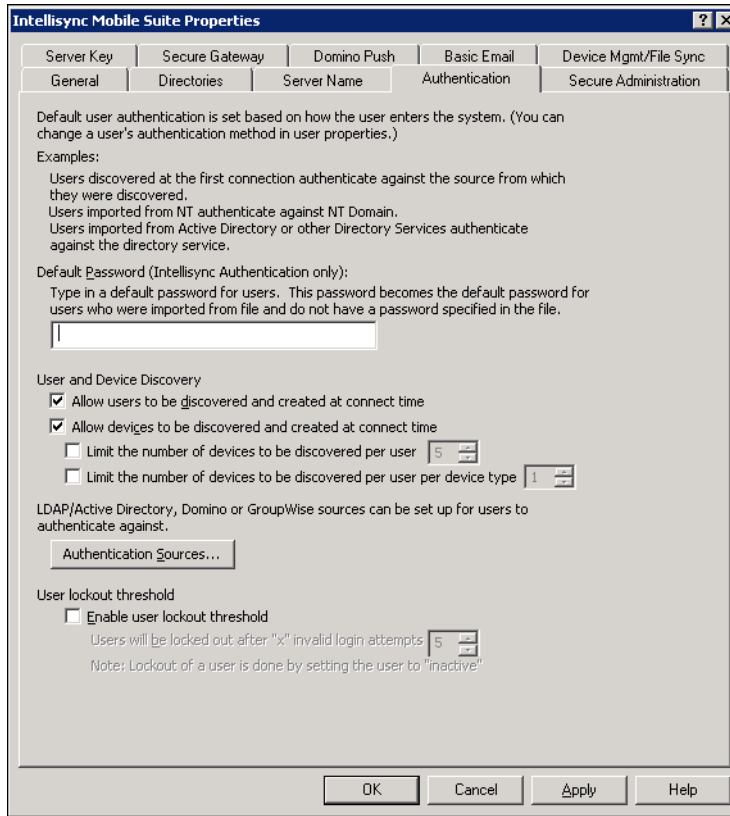 Intellisync Mobile Suite Properties
Server Key Secure Gateway Domino Push Basic Email Device Mgmt/File Sync
General Directories Server Name Authentication Secure Administration
Default user authentication is set based on how the user enters the system. (You can
change a user's authentication method in user properties.)
Examples:
Users discovered at the first connection authenticate against the source from which
they were discovered.
Users imported from NT authenticate against NT Domain.
Users imported from Active Directory or other Directory Services authenticate
against the directory service.
Default Password (Intellisync Authentication only):
Type in a default password for users. This password becomes the default password for
users who were imported from file and do not have a password specified in the file.
User and Device Discovery
Allow users to be discovered and created at connect time
Allow devices to be discovered and created at connect time
Limit the number of devices to be discovered per user 5
Limit the number of devices to be discovered per user per device type 1
LDAP/Active Directory, Domino or GroupWise sources can be set up for users to
authenticate against.
Authentication Sources...
User lockout threshold
Enable user lockout threshold
Users will be locked out after "x" invalid login attempts 5
Note: Lockout of a user is done by setting the user to "inactive"
OK Cancel Apply Help